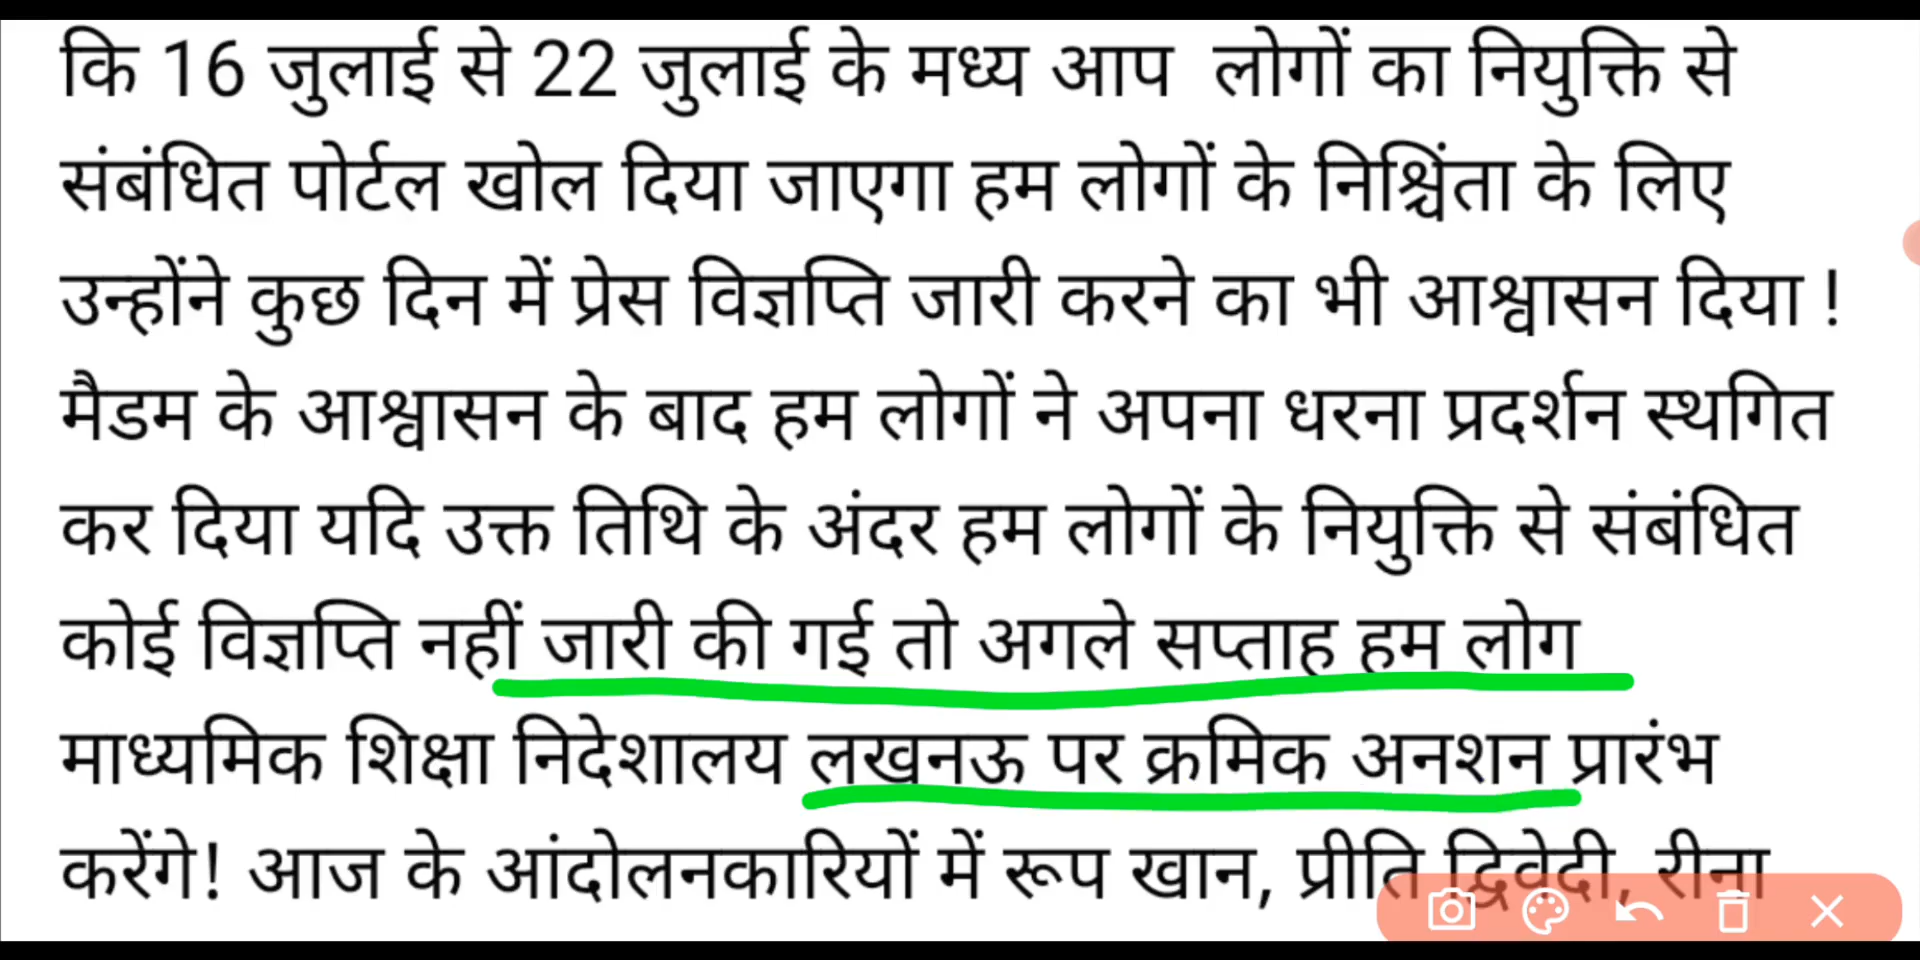 कि 16 जुलाई से 22 जुलाई के मध्य आप लोगों का नियुक्ति से
संबंधित पोर्टल खोल दिया जाएगा हम लोगों के निश्चिंता के लिए
उन्होंने कुछ दिन में प्रेस विज्ञप्ति जारी करने का भी आश्वासन दिया !
मैडम के आश्वासन के बाद हम लोगों ने अपना धरना प्रदर्शन स्थगित
कर दिया यदि उक्त तिथि के अंदर हम लोगों के नियुक्ति से संबंधित
कोई विज्ञप्ति नहीं जारी की गई तो अगले सप्ताह हम लोग
माध्यमिक शिक्षा निदेशालय लखनऊ पर क्रमिक अनशन प्रारंभ
करेंगे! आज के आंदोलनकारियों में रूप खान, प्रीति द्विवेदी, रीना